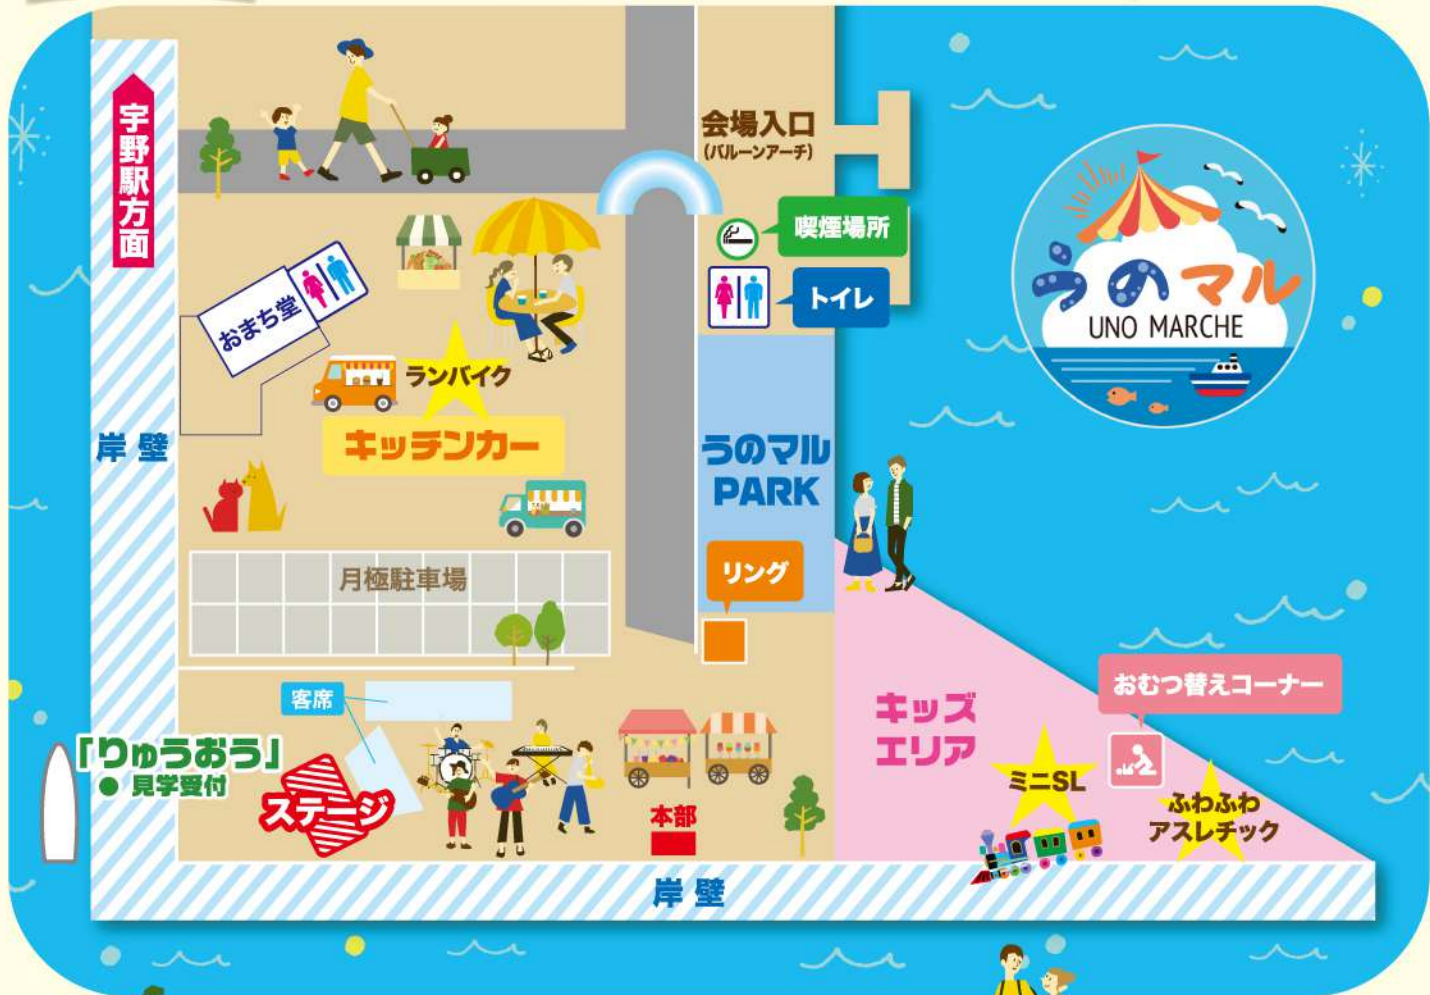 宇野駅方面
会場入口
(バルーンアーチ)
喫煙場所
トイレ
おまち堂
ランバイク
キッチンカー
うのマル
UNO MARCHE
岸壁
うのマル
PARK
リング
月極駐車場
客席
おむつ替えコーナー
キッズ
エリア
「りゅうおう」
●見学受付
ステージ
本部
ミニSL
ふわふわ
アスレチック
岸壁